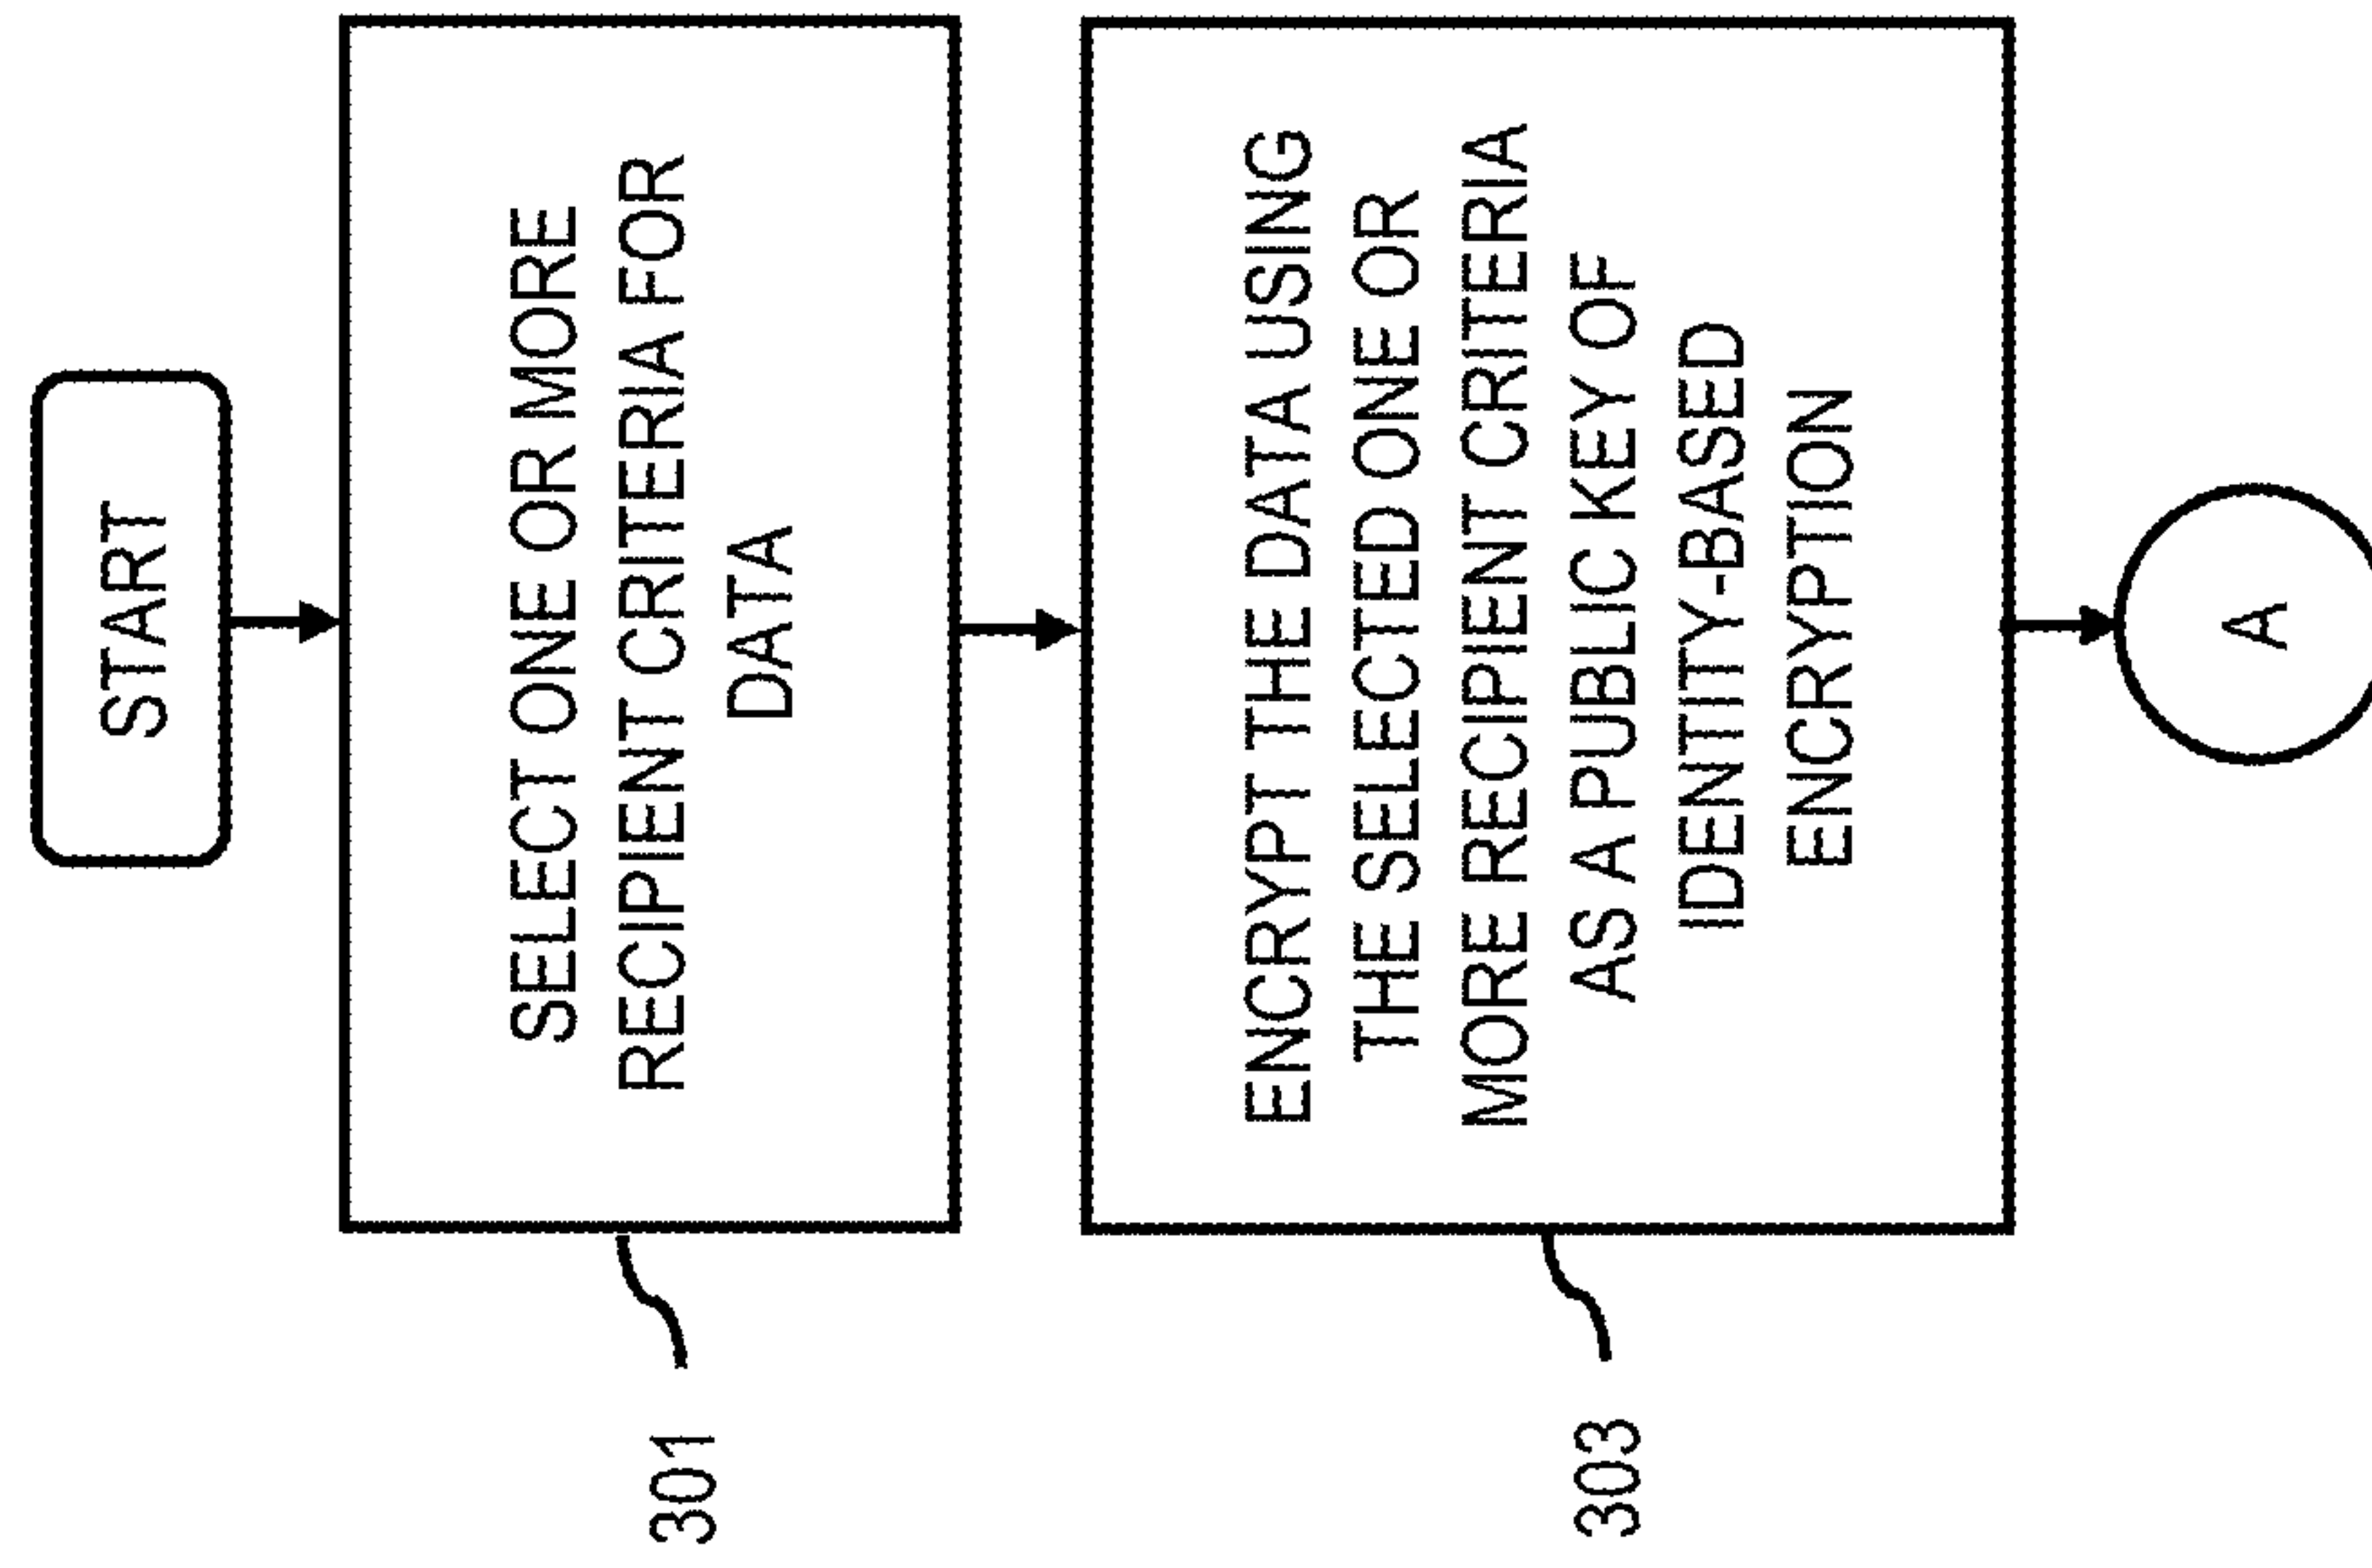 START
SELECT ONE OR MORE
RECIPIENT CRITERIA FOR
DATA
301
ENCRYPT THE DATA USING
THE SELECTED ONE OR
MORE RECIPIENT CRITERIA
AS A PUBLIC KEY OF
IDENTITY-BASED
ENCRYPTION
303
A